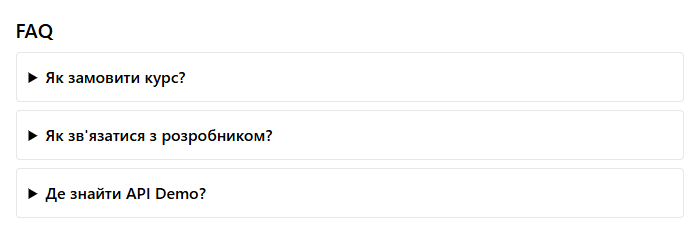 FAQ
Як замовити курс?
Як зв'язатися з розробником?
Де знайти API Demo?